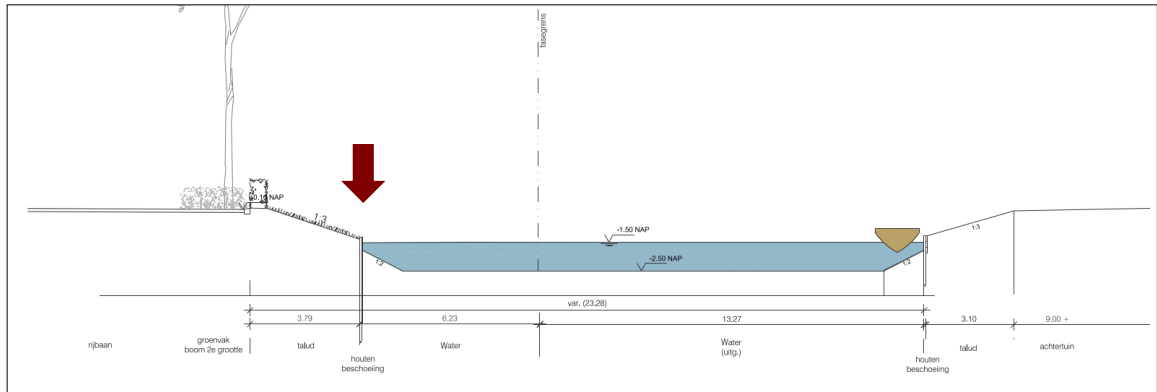 fasegrens
-0.10 NAP
1:3
-1.50 NAP
1:3
1:2
-2.50 NAP
1:2
var. (23,28)
3.79
6.23
13.27
3.10
9.00 +
rijbaan
groenvak
boom 2e grootte
talud
houten
beschoeiing
Water
Water
(uitg.)
houten
beschoeiing
talud
achtertuin